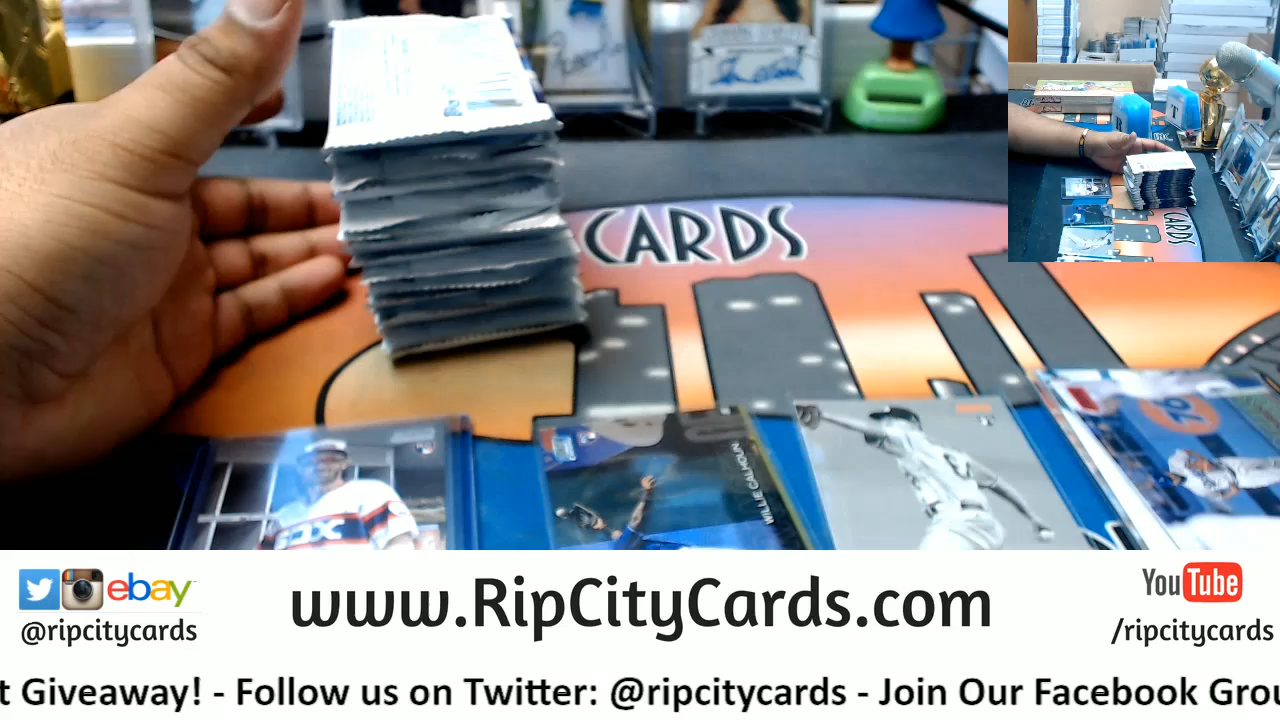 CARDS
SOX
WILLIE CALHOUN
76
CARDS
ebay
@ripcitycards
www.RipCityCards.com
YouTube
/ripcitycards
t Giveaway! - Follow us on Twitter: @ripcitycards - Join Our Facebook Grou